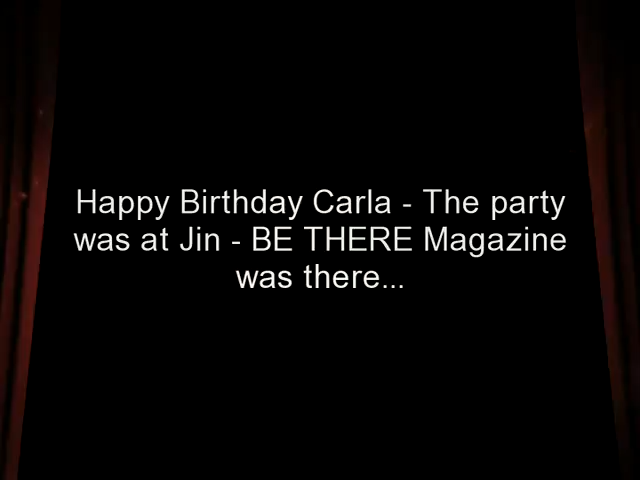 Happy Birthday Carla - The party
was at Jin - BE THERE Magazine
was there...